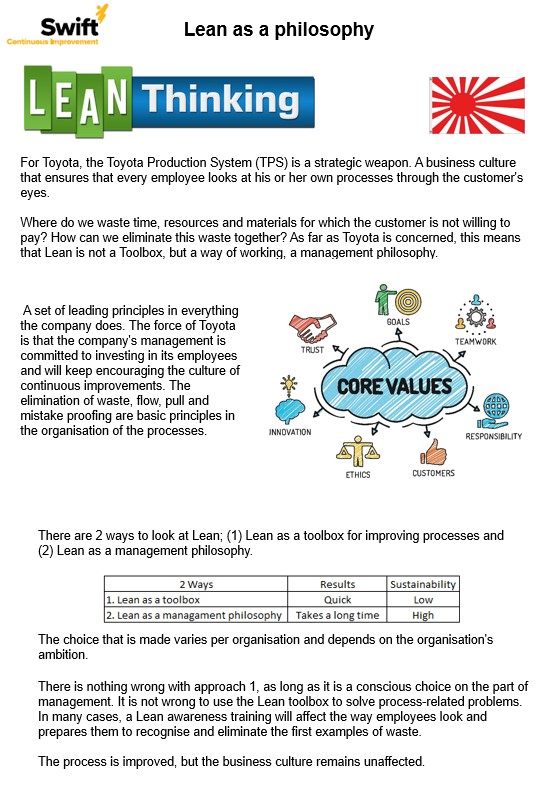 Swift
Continuous Improvement
Lean as a philosophy
LEAN Thinking
For Toyota, the Toyota Production System (TPS) is a strategic weapon. A business culture
that ensures that every employee looks at his or her own processes through the customer's
eyes.
Where do we waste time, resources and materials for which the customer is not willing to
pay? How can we eliminate this waste together? As far as Toyota is concerned, this means
that Lean is not a Toolbox, but a way of working, a management philosophy.
A set of leading principles in everything
the company does. The force of Toyota
is that the company's management is
committed to investing in its employees
and will keep encouraging the culture of
continuous improvements. The
elimination of waste, flow, pull and
mistake proofing are basic principles in
the organisation of the processes.
GOALS
TRUST
TEAMWORK
CORE VALUES
INNOVATION
RESPONSIBILITY
ETHICS
CUSTOMERS
There are 2 ways to look at Lean; (1) Lean as a toolbox for improving processes and
(2) Lean as a management philosophy.
2 Ways Results Sustainability
1. Lean as a toolbox Quick Low
2. Lean as a managament philosophy Takes a long time High
The choice that is made varies per organisation and depends on the organisation's
ambition.
There is nothing wrong with approach 1, as long as it is a conscious choice on the part of
management. It is not wrong to use the Lean toolbox to solve process-related problems.
In many cases, a Lean awareness training will affect the way employees look and
prepares them to recognise and eliminate the first examples of waste.
The process is improved, but the business culture remains unaffected.